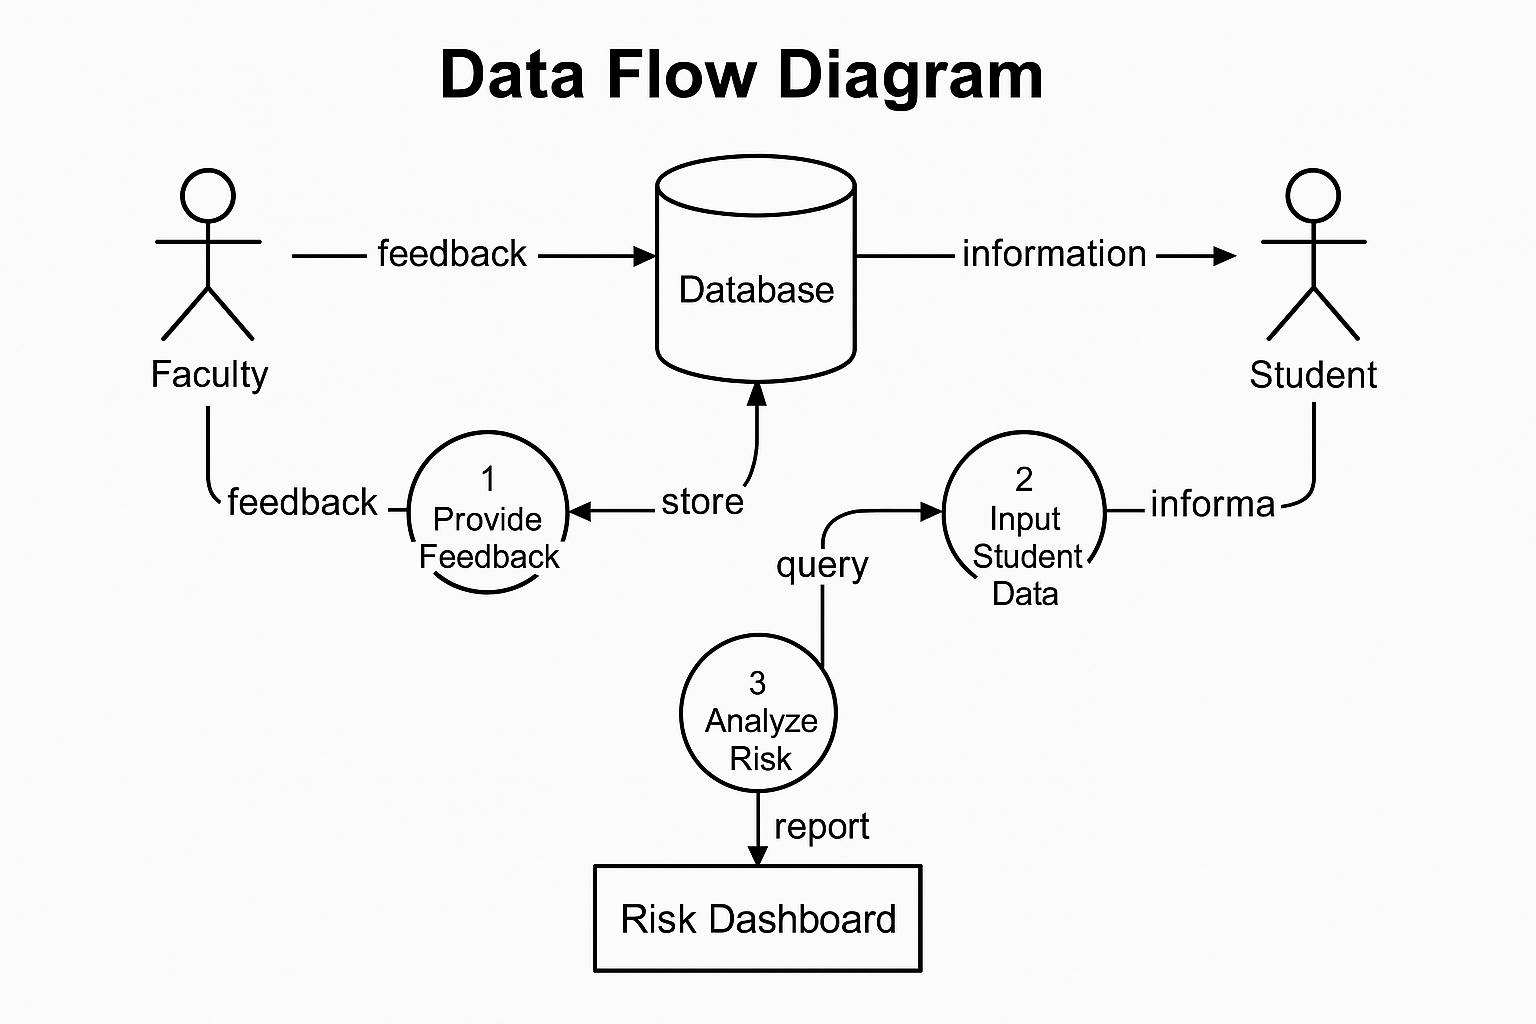 Data Flow Diagram
feedback
Database
information
Faculty
Student
1
Provide
Feedback
feedback
store
query
2
Input
Student
Data
informa
3
Analyze
Risk
report
Risk Dashboard